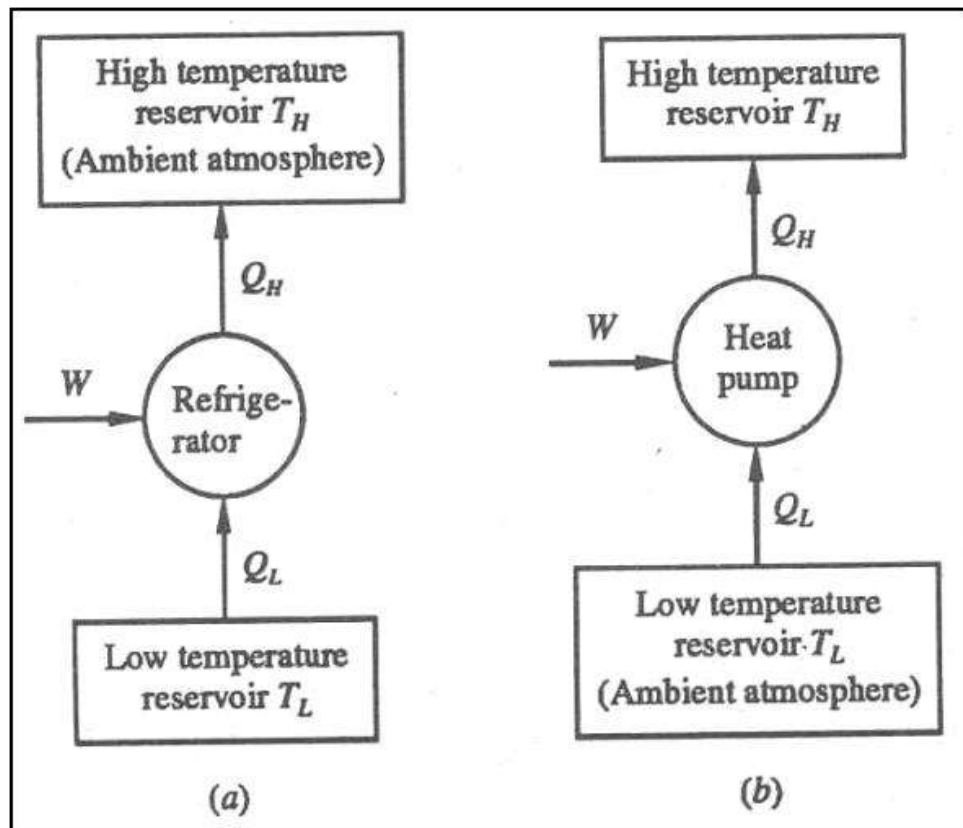 High temperature
reservoir T_H
(Ambient atmosphere)
Q_H
W
Refrige-
rator
Q_L
Low temperature
reservoir T_L
(a)
High temperature
reservoir T_H
Q_H
W
Heat
pump
Q_L
Low temperature
reservoir T_L
(Ambient atmosphere)
(b)